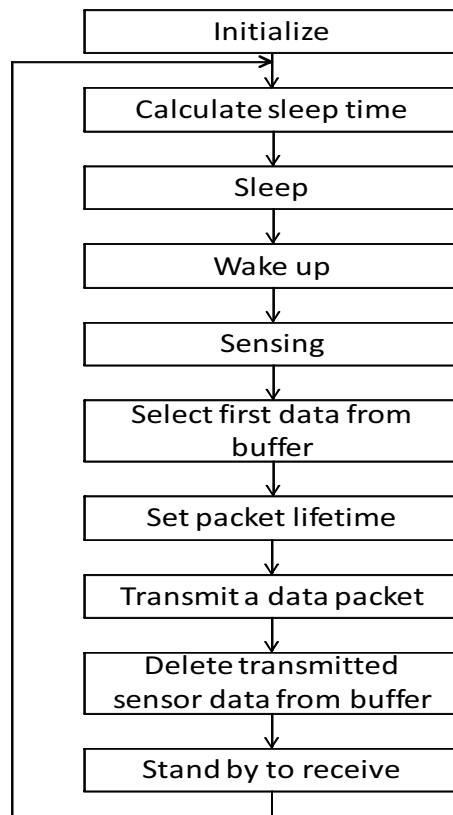 Initialize
Calculate sleep time
Sleep
Wake up
Sensing
Select first data from
buffer
Set packet lifetime
Transmit a data packet
Delete transmitted
sensor data from buffer
Stand by to receive